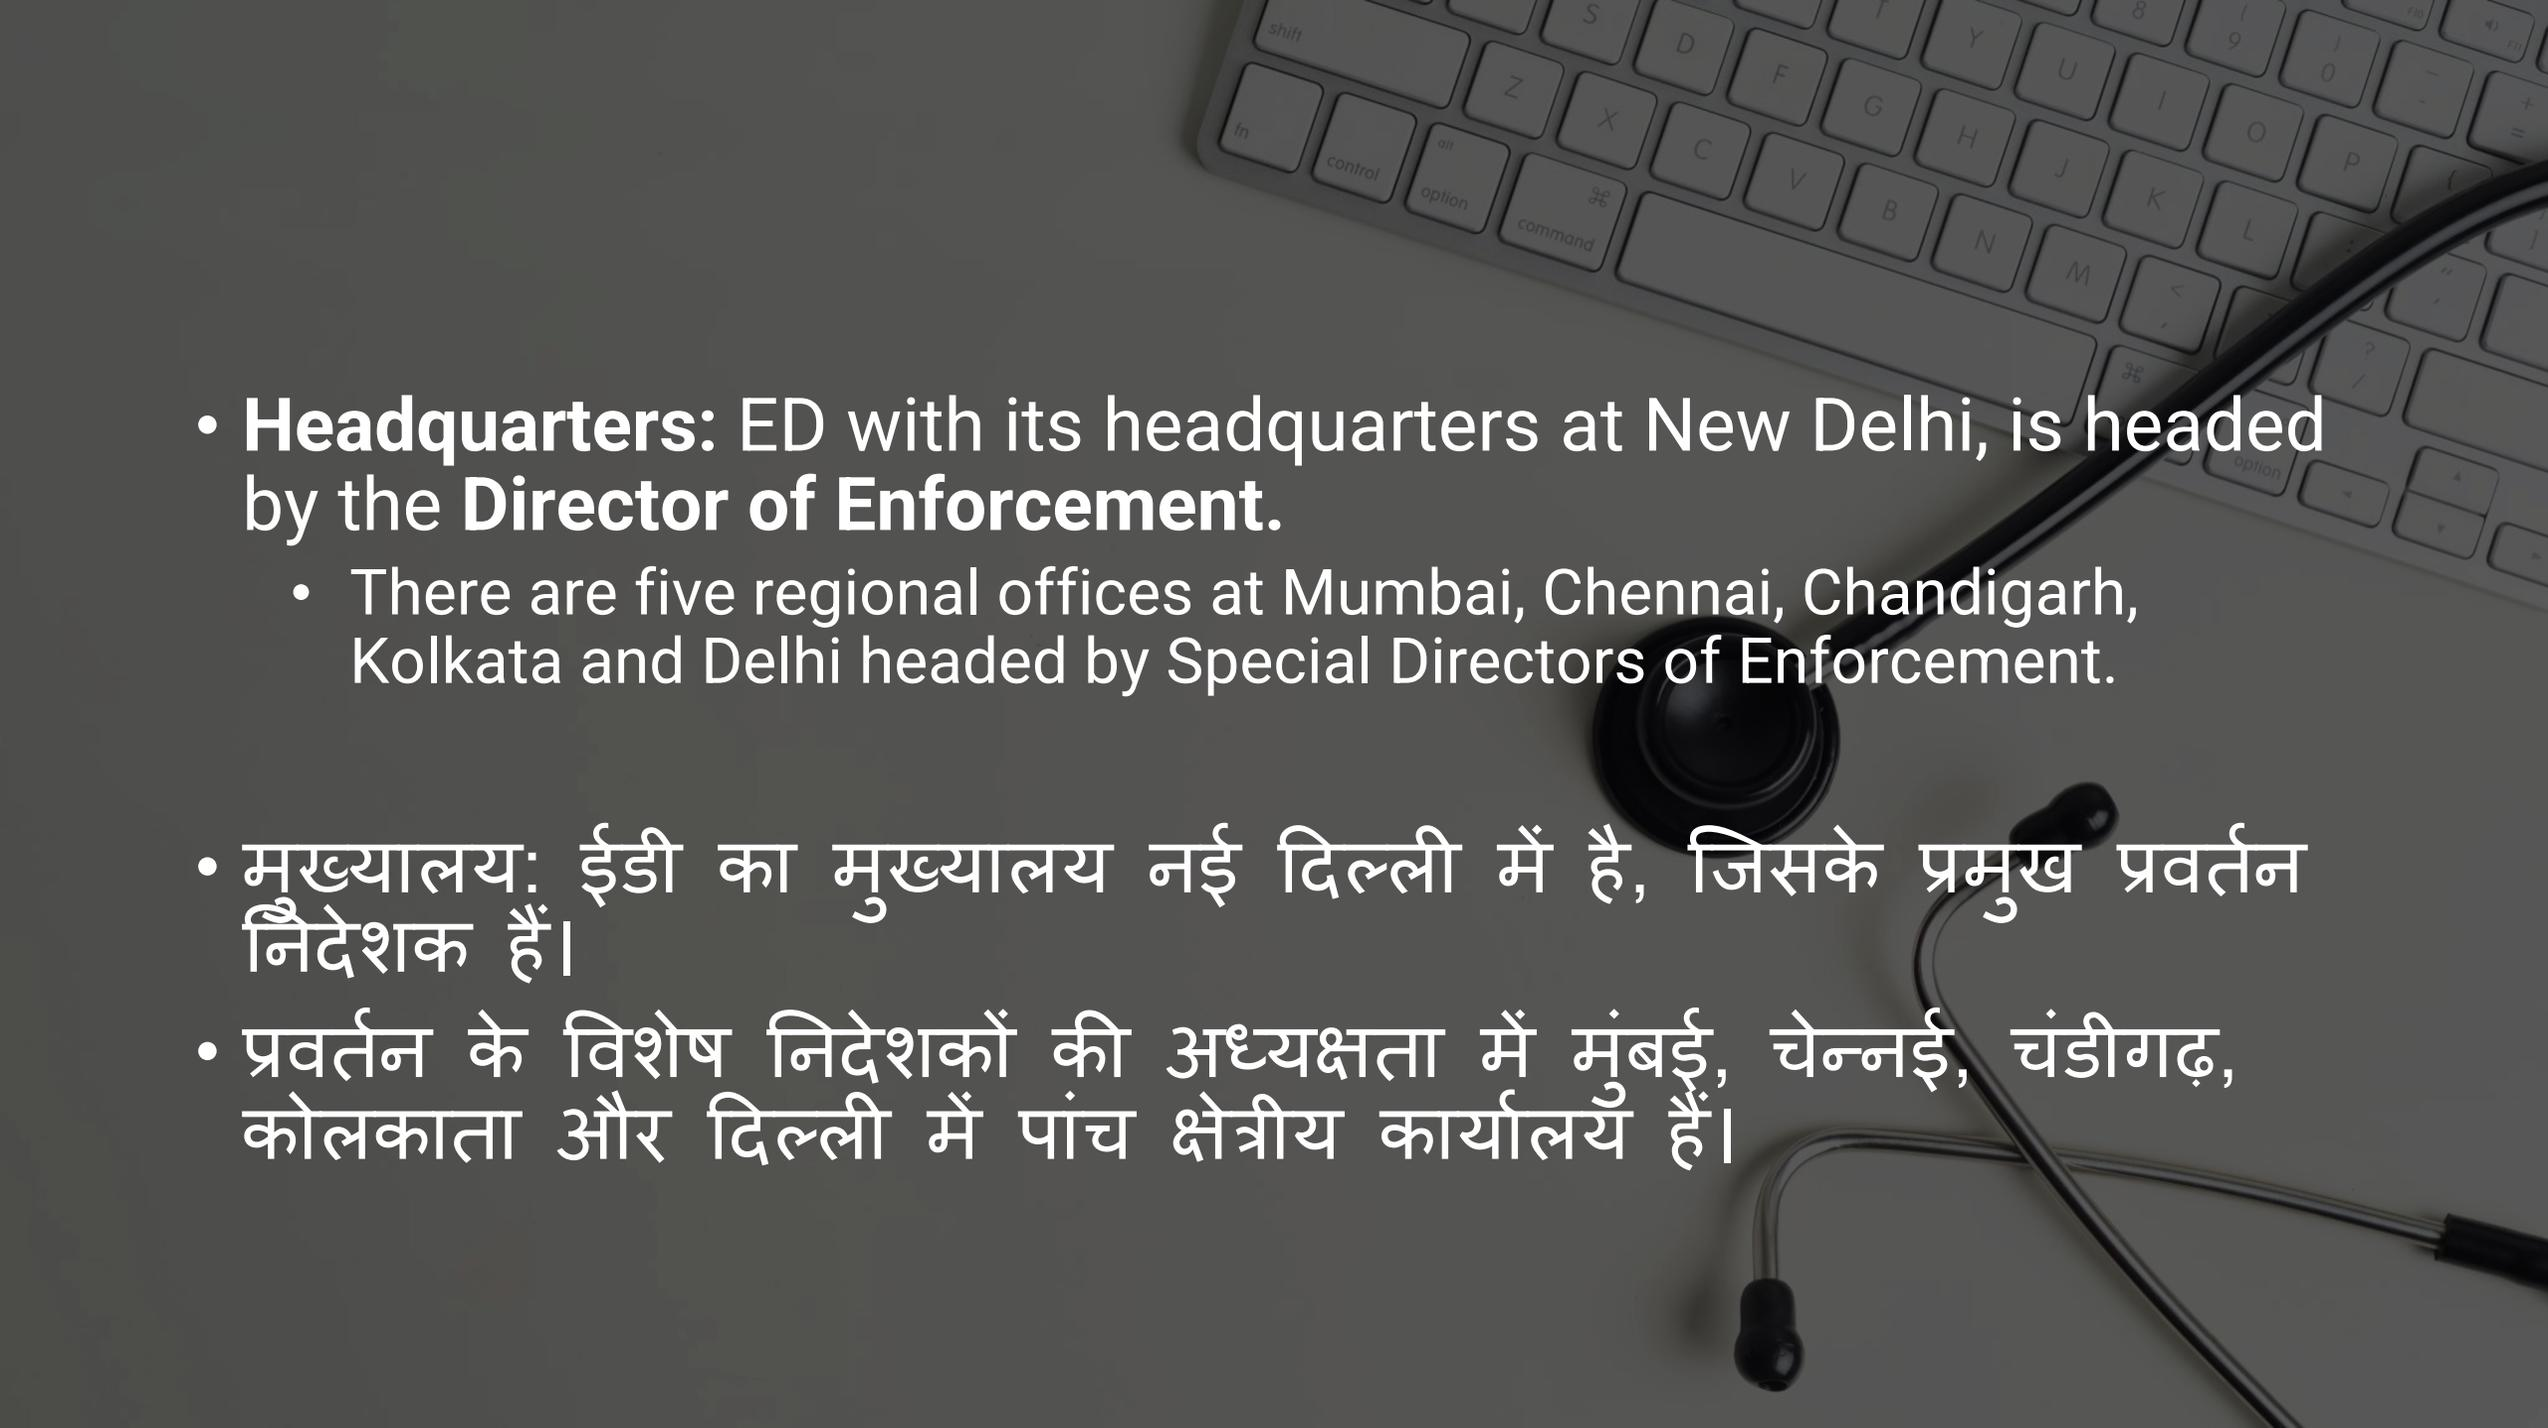 • Headquarters: ED with its headquarters at New Delhi, is headed
by the Director of Enforcement.
• There are five regional offices at Mumbai, Chennai, Chandigarh,
Kolkata and Delhi headed by Special Directors of Enforcement.
• मुख्यालय: ईडी का मुख्यालय नई दिल्ली में है, जिसके प्रमुख प्रवर्तन
निदेशक हैं।
• प्रवर्तन के विशेष निदेशकों की अध्यक्षता में मुंबई, चेन्नई, चंडीगढ़,
कोलकाता और दिल्ली में पांच क्षेत्रीय कार्यालय हैं।